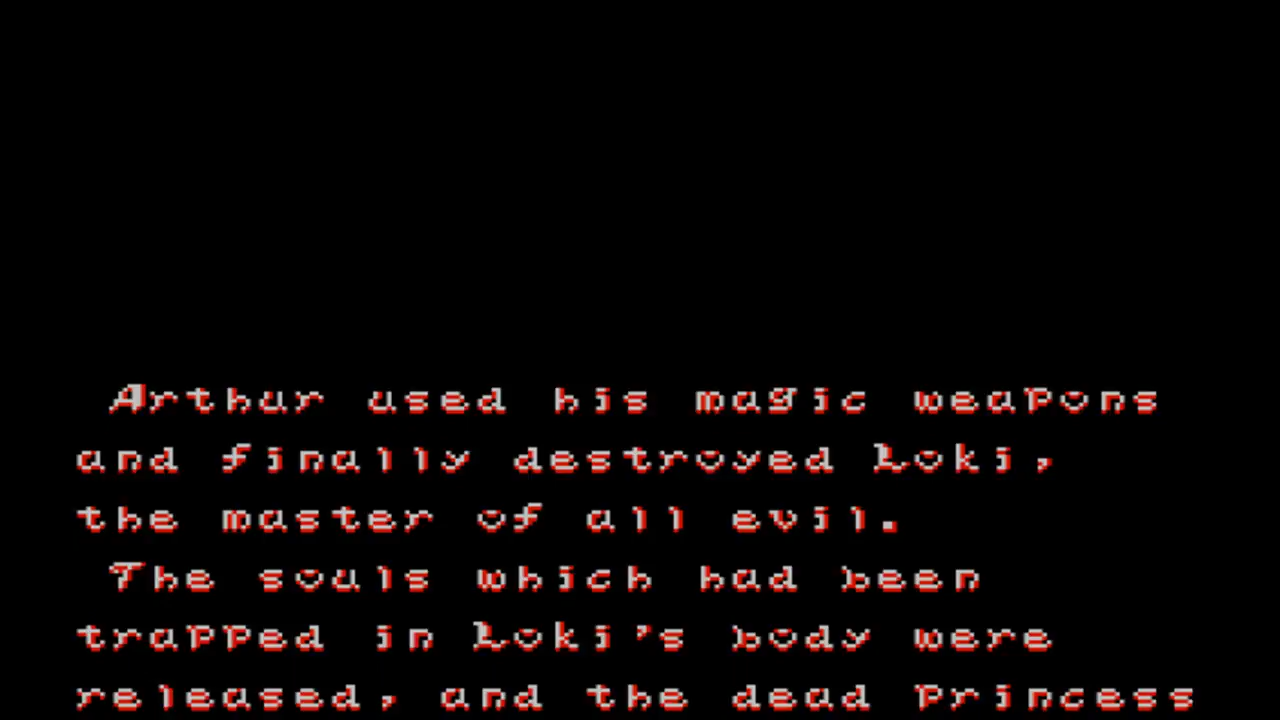 Arthur used his magic weapons
and finally destroyed Loki,
the master of all evil.
The souls which had been
trapped in Loki's body were
released, and the dead Princess